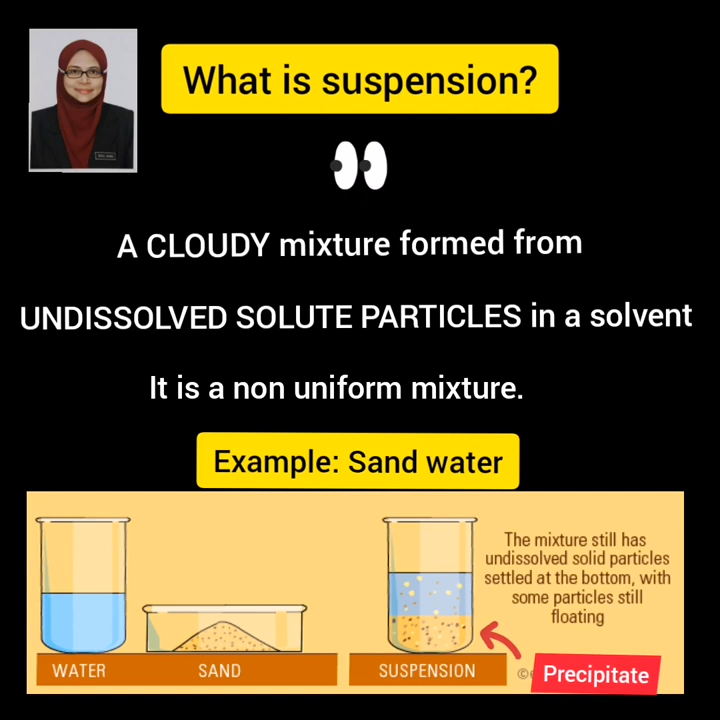 What is suspension?
A CLOUDY mixture formed from
UNDISSOLVED SOLUTE PARTICLES in a solvent
It is a non uniform mixture.
Example: Sand water
The mixture still has
undissolved solid particles
settled at the bottom, with
some particles still
floating
WATER
SAND
SUSPENSION
©
Precipitate